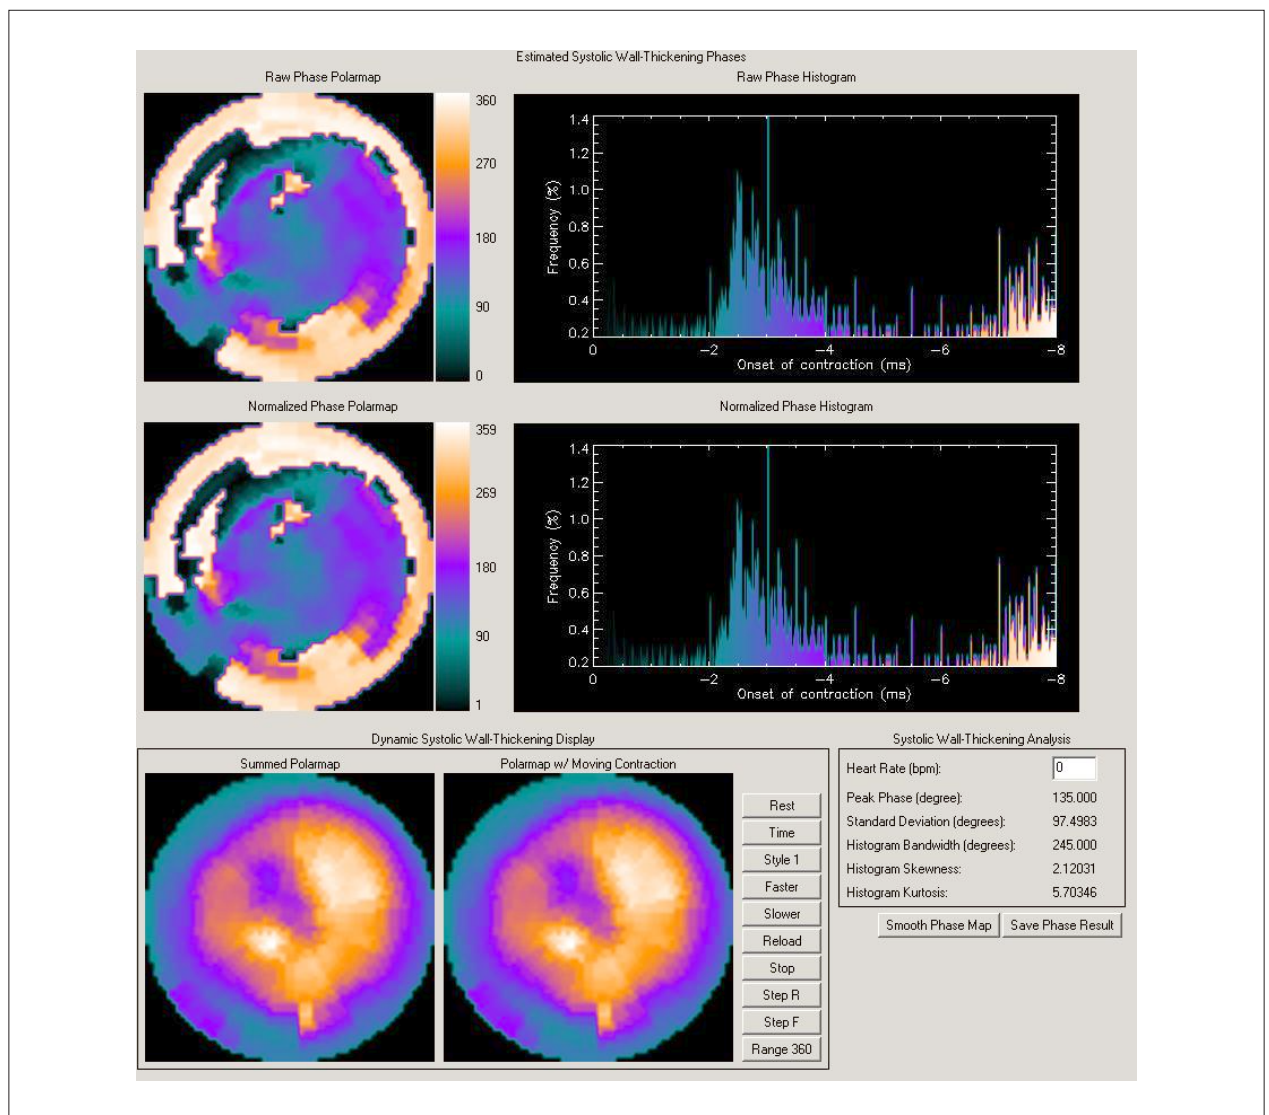 Estimated Systolic Wall-Thickening Phases
Raw Phase Polarmap
Raw Phase Histogram
360
270
180
90
0
Frequency (%)
1.4
1.2
1.0
0.8
0.6
0.4
0.2
0 −2 −4 −6 −8
Onset of contraction (ms)
Normalized Phase Polarmap
Normalized Phase Histogram
359
269
180
90
1
Frequency (%)
1.4
1.2
1.0
0.8
0.6
0.4
0.2
0 −2 −4 −6 −8
Onset of contraction (ms)
Dynamic Systolic Wall-Thickening Display
Summed Polarmap
Polarmap w/ Moving Contraction
Rest
Time
Style 1
Faster
Slower
Reload
Stop
Step R
Step F
Range 360
Systolic Wall-Thickening Analysis
Heart Rate (bpm): 0
Peak Phase (degree): 135.000
Standard Deviation (degrees): 97.4983
Histogram Bandwidth (degrees): 245.000
Histogram Skewness: 2.12031
Histogram Kurtosis: 5.70346
Smooth Phase Map
Save Phase Result